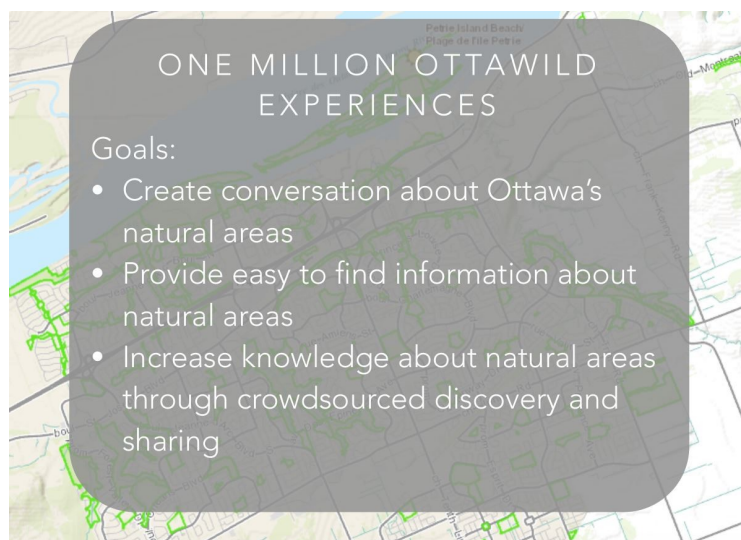 Petrie Island Beach/
Plage de l'île Petrie
ONE MILLION OTTAWILD
EXPERIENCES
Goals:
• Create conversation about Ottawa's
natural areas
• Provide easy to find information about
natural areas
• Increase knowledge about natural areas
through crowdsourced discovery and
sharing